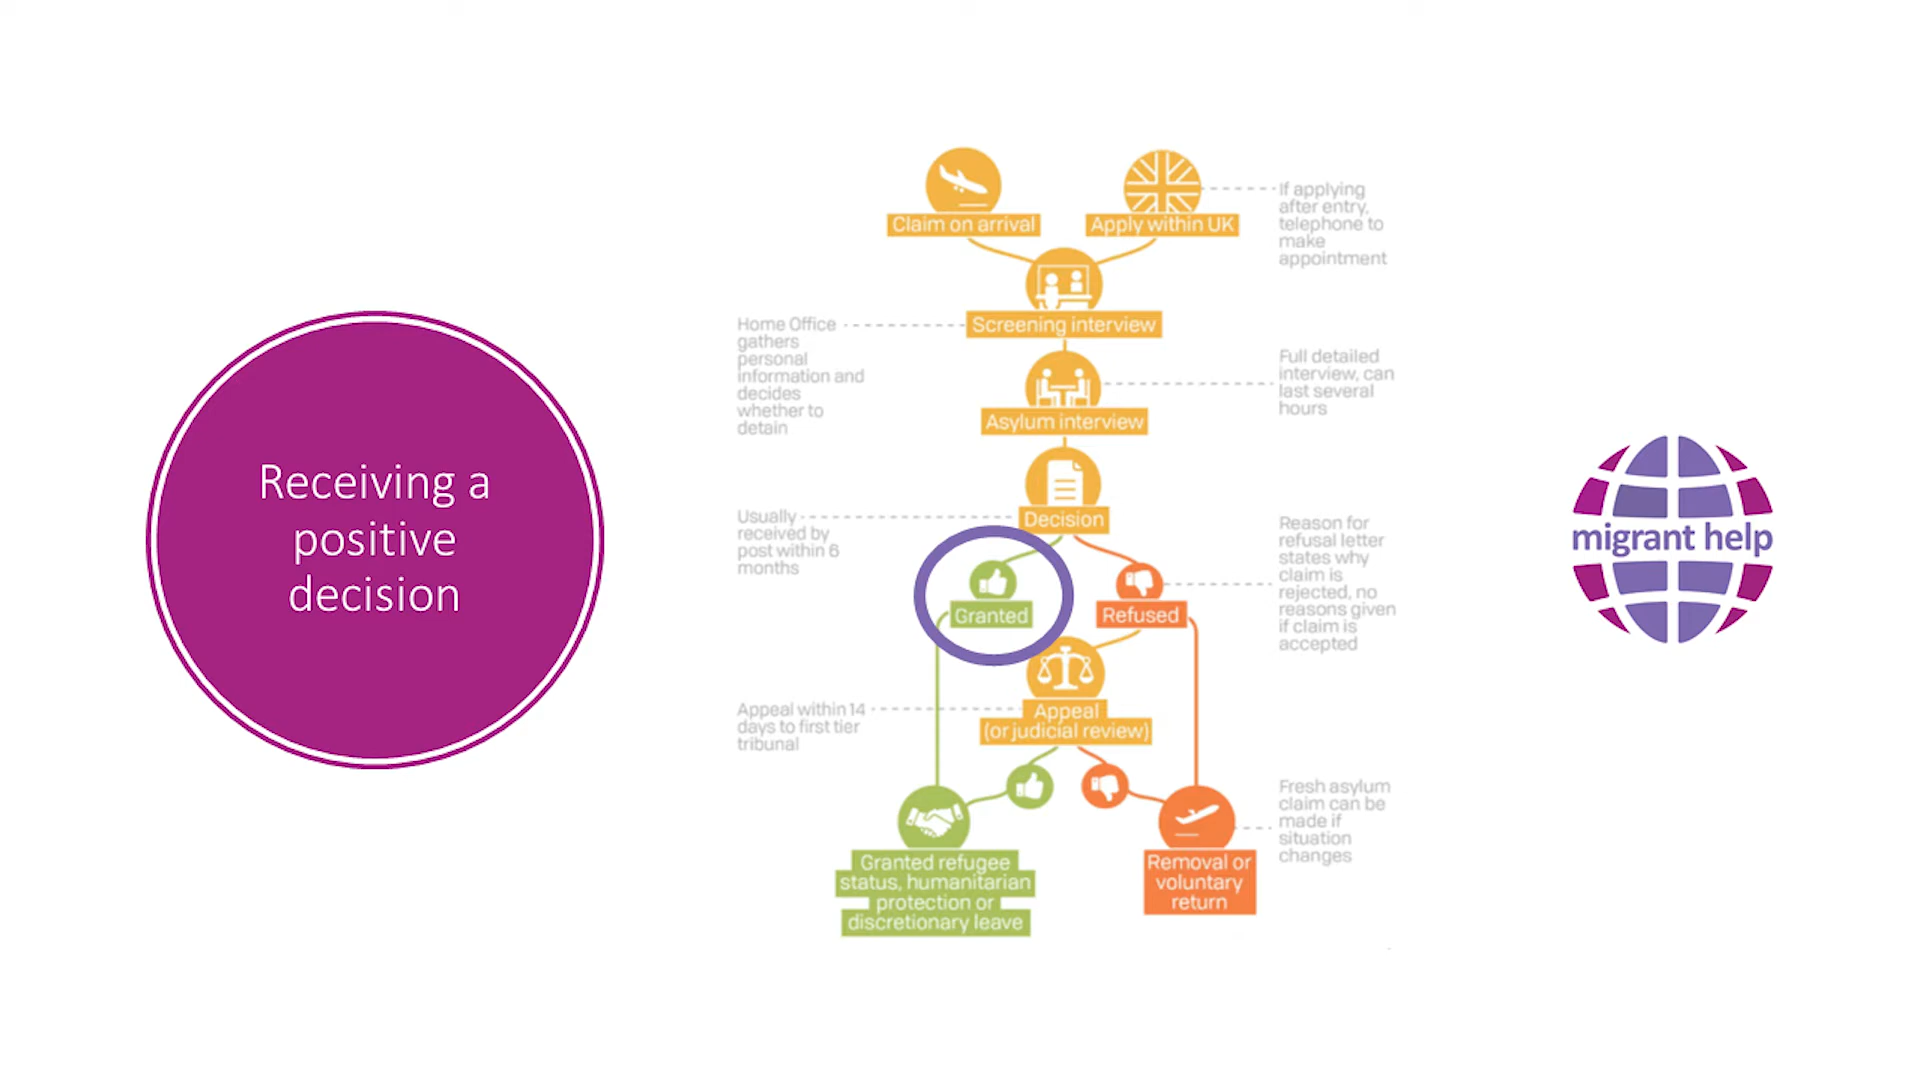 Receiving a
positive
decision
Claim on arrival
Apply within UK
If applying
after entry,
telephone to
make
appointment
Screening interview
Home Office
gathers
personal
information and
decides
whether to
detain
Asylum interview
Full detailed
interview, can
last several
hours
Decision
Usually
received by
post within 6
months
Granted
Refused
Reason for
refusal letter
states why
claim is
rejected, no
reasons given
if claim is
accepted
Appeal
(or judicial review)
Appeal within 14
days to first tier
tribunal
Granted refugee
status, humanitarian
protection or
discretionary leave
Removal or
voluntary
return
Fresh asylum
claim can be
made if
situation
changes
migrant help